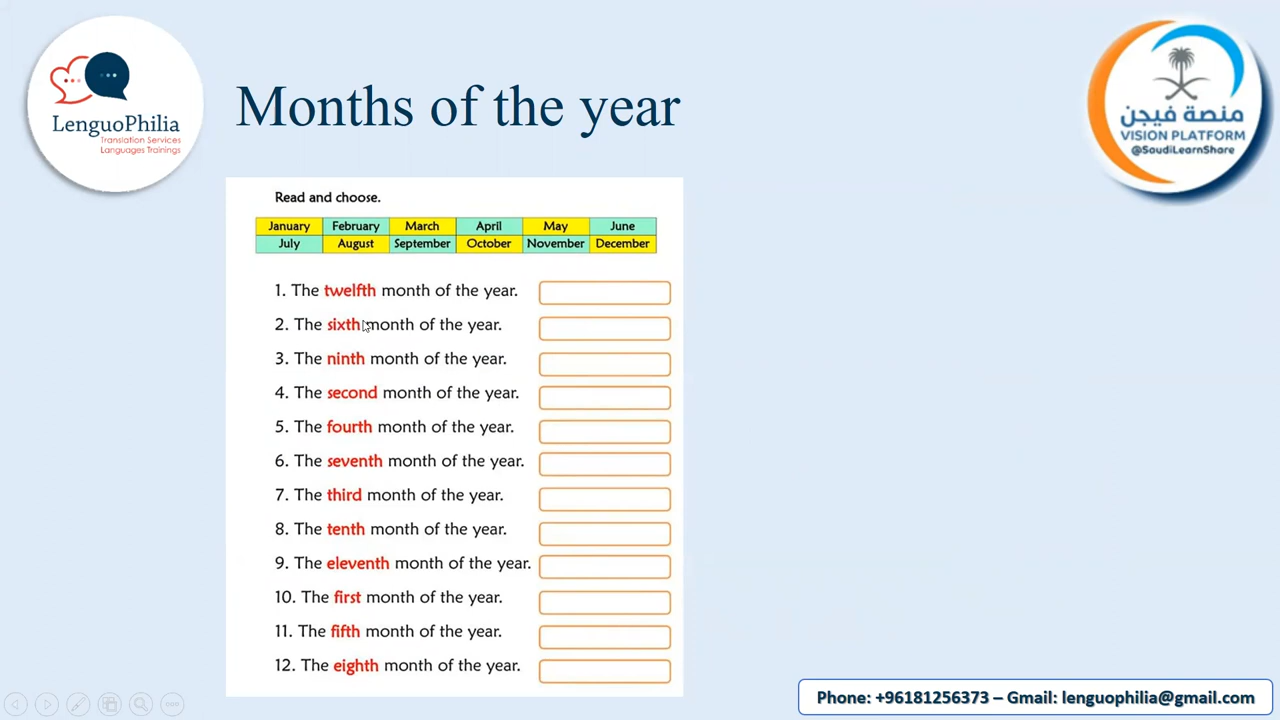 LenguoPhilia
Translation Services
Languages Trainings
Months of the year
منصة فيجن
VISION PLATFORM
@SaudiLearnShare
Read and choose.
January February March April May June
July August September October November December
1. The twelfth month of the year.
2. The sixth month of the year.
3. The ninth month of the year.
4. The second month of the year.
5. The fourth month of the year.
6. The seventh month of the year.
7. The third month of the year.
8. The tenth month of the year.
9. The eleventh month of the year.
10. The first month of the year.
11. The fifth month of the year.
12. The eighth month of the year.
Phone: +96181256373 – Gmail: lenguophilia@gmail.com